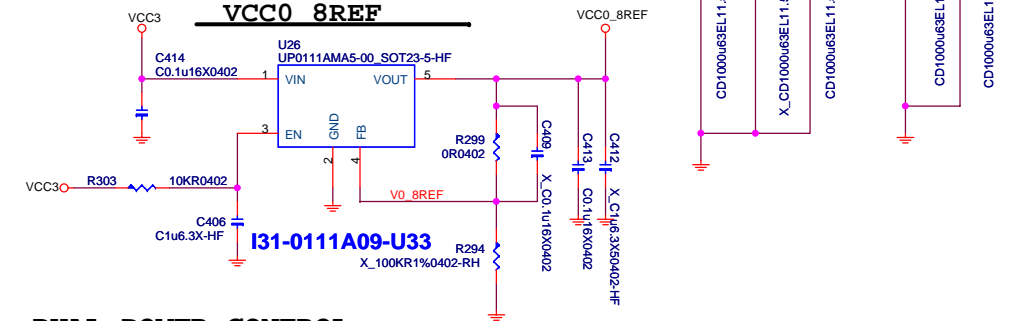 VCC0_8REF
VCC3
VCC0_8REF
C414
C0.1u16X0402
U26
UP0111AMA5-00_SOT23-5-HF
1
VIN
VOUT
5
3
EN
GND
FB
2
4
R299
0R0402
C409
X_C0.1u16X0402
C413
C0.1u16X0402
C412
X_C1u6.3X50402-HF
VCC3
R303
10KR0402
V0_8REF
C406
C1u6.3X-HF
I31-0111A09-U33
R294
X_100KR1%0402-RH
CD1000u63EL11.
X_CD1000u63EL11.
CD1000u63EL11.
CD1000u63EL11
CD1000u63EL11